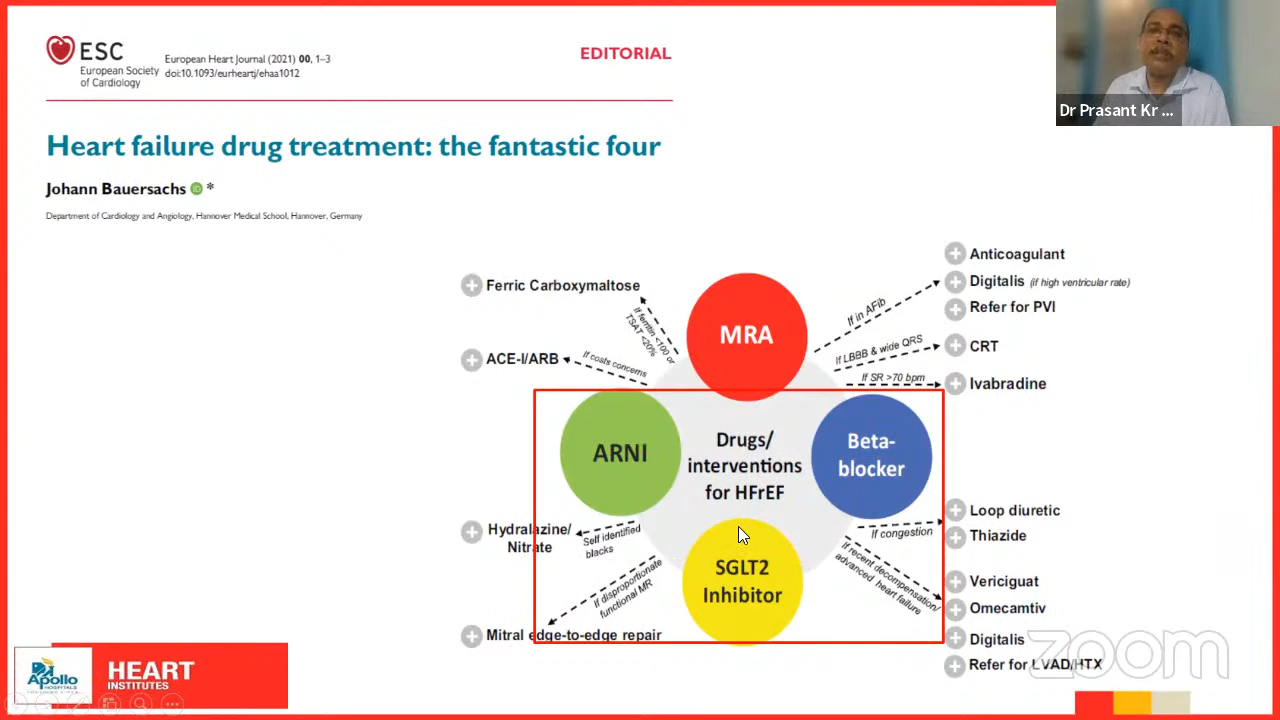 ESC
European Society
of Cardiology
European Heart Journal (2021) 00, 1–3
doi:10.1093/eurheartj/ehaa1012
EDITORIAL
Dr Prasant Kr ...
Heart failure drug treatment: the fantastic four
Johann Bauersachs iD *
Department of Cardiology and Angiology, Hannover Medical School, Hannover, Germany
Ferric Carboxymaltose
If ferritin <100 or
TSAT <20%
ACE-I/ARB
If costs concerns
MRA
If in AFib
Anticoagulant
Digitalis (if high ventricular rate)
Refer for PVI
If LBBB & wide QRS
CRT
If SR >70 bpm
Ivabradine
ARNI
Drugs/
interventions
for HFrEF
Beta-
blocker
Hydralazine/
Nitrate
Self identified
blacks
If disproportionate
functional MR
Mitral edge-to-edge repair
SGLT2
Inhibitor
If congestion
Loop diuretic
Thiazide
If recent decompensation/
advanced heart failure
Vericiguat
Omecamtiv
Digitalis
Refer for LVAD/HTX
zoom
Apollo
HOSPITALS
HEART
INSTITUTES